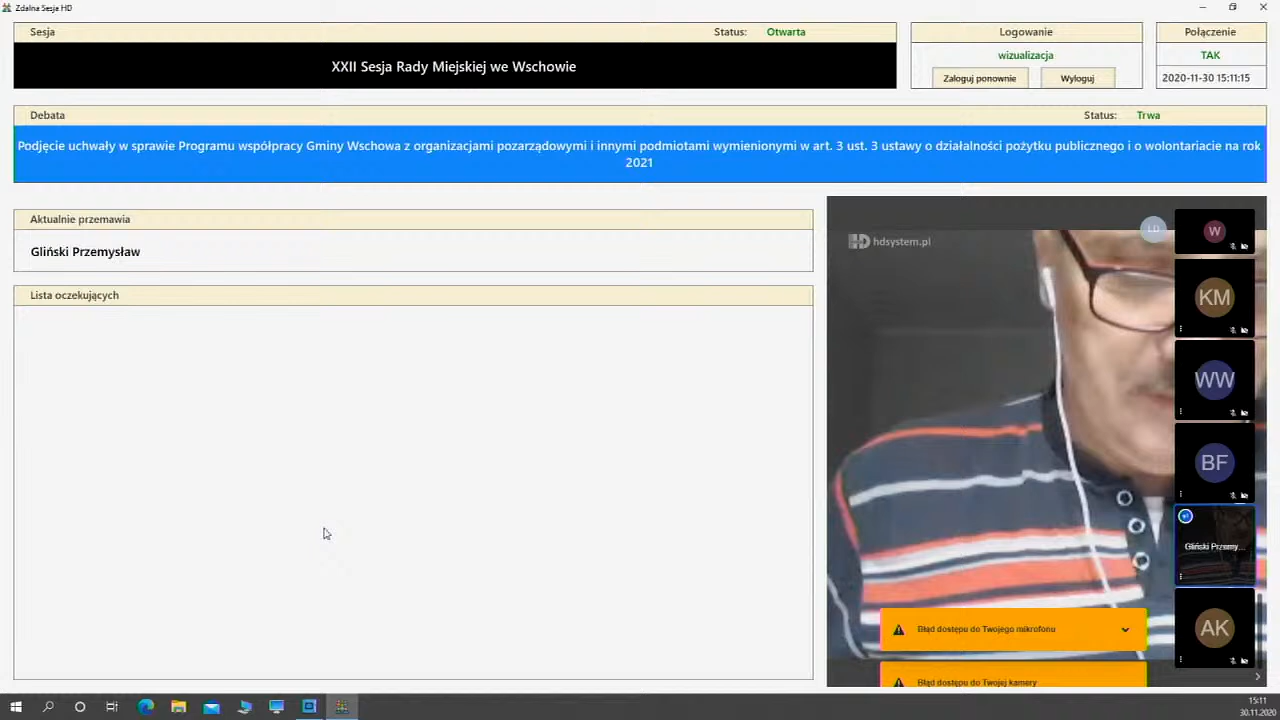 Zdalna Sesja HD
Sesja
Status: Otwarta
XXII Sesja Rady Miejskiej we Wschowie
Logowanie
wizualizacja
Zaloguj ponownie
Wyloguj
Połączenie
TAK
2020-11-30 15:11:15
Debata
Status: Trwa
Podjęcie uchwały w sprawie Programu współpracy Gminy Wschowa z organizacjami pozarządowymi i innymi podmiotami wymienionymi w art. 3 ust. 3 ustawy o działalności pożytku publicznego i o wolontariacie na rok
2021
Aktualnie przemawia
Gliński Przemysław
Lista oczekujących
HD hdsystem.pl
LD
W
KM
WW
BF
Gliński Przemy...
AK
Błąd dostępu do Twojego mikrofonu
Błąd dostępu do Twojej kamery
15:11
30.11.2020